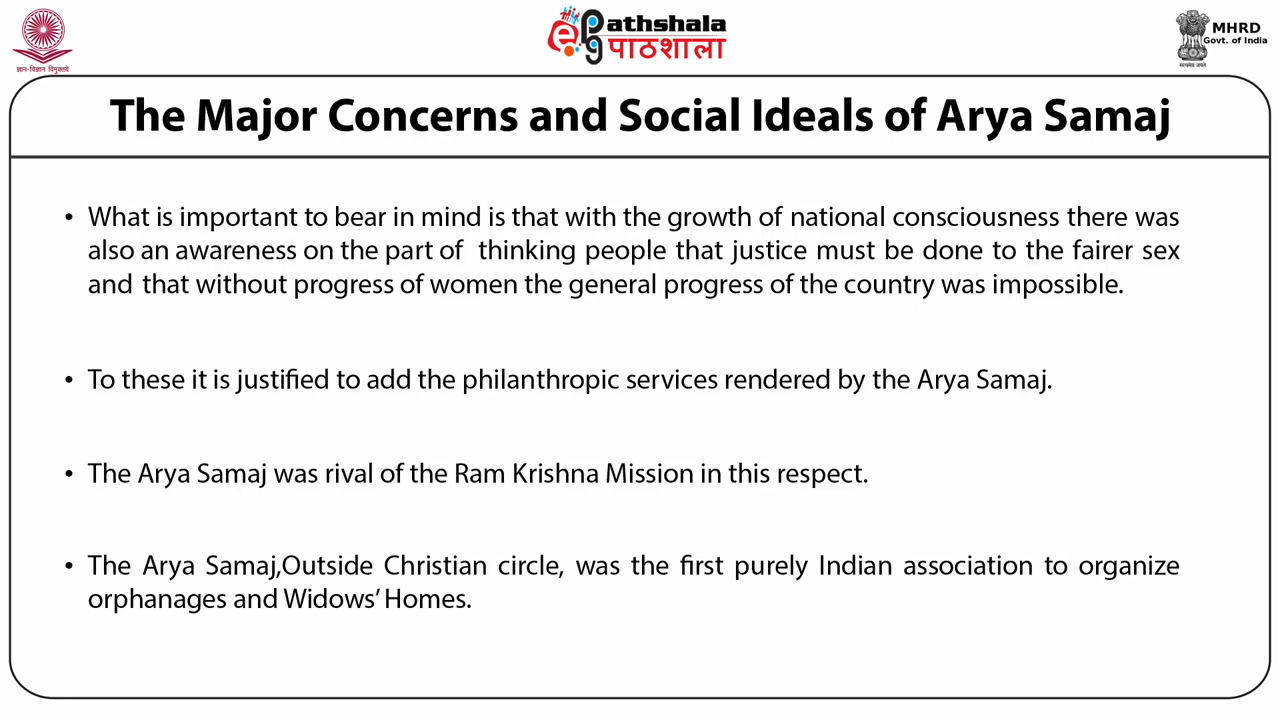 ज्ञान-विज्ञान विमुक्तये
Pathshala
पाठशाला
MHRD
Govt. of India
सत्यमेव जयते
The Major Concerns and Social Ideals of Arya Samaj
• What is important to bear in mind is that with the growth of national consciousness there was
also an awareness on the part of thinking people that justice must be done to the fairer sex
and that without progress of women the general progress of the country was impossible.
• To these it is justified to add the philanthropic services rendered by the Arya Samaj.
• The Arya Samaj was rival of the Ram Krishna Mission in this respect.
• The Arya Samaj,Outside Christian circle, was the first purely Indian association to organize
orphanages and Widows’ Homes.